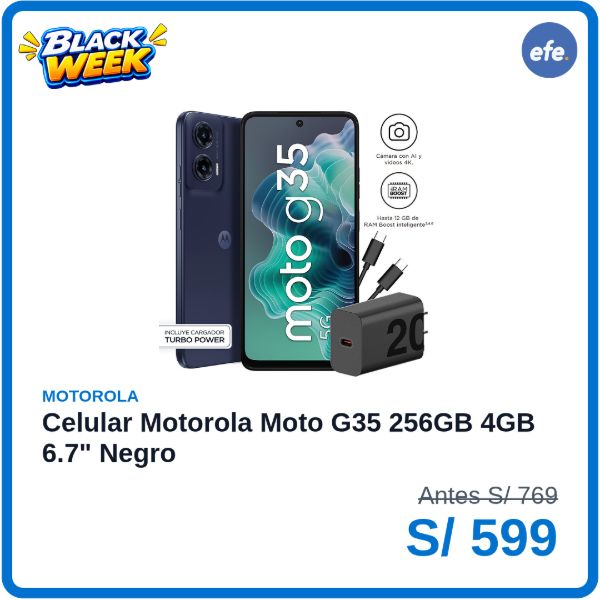 BLACK
WEEK
efe.
moto g35
5G
Cámara con AI y
videos 4K.
RAM
BOOST
Hasta 12 GB de
RAM Boost inteligente
INCLUYE CARGADOR
TURBO POWER
20
MOTOROLA
Celular Motorola Moto G35 256GB 4GB
6.7" Negro
Antes S/ 769
S/ 599